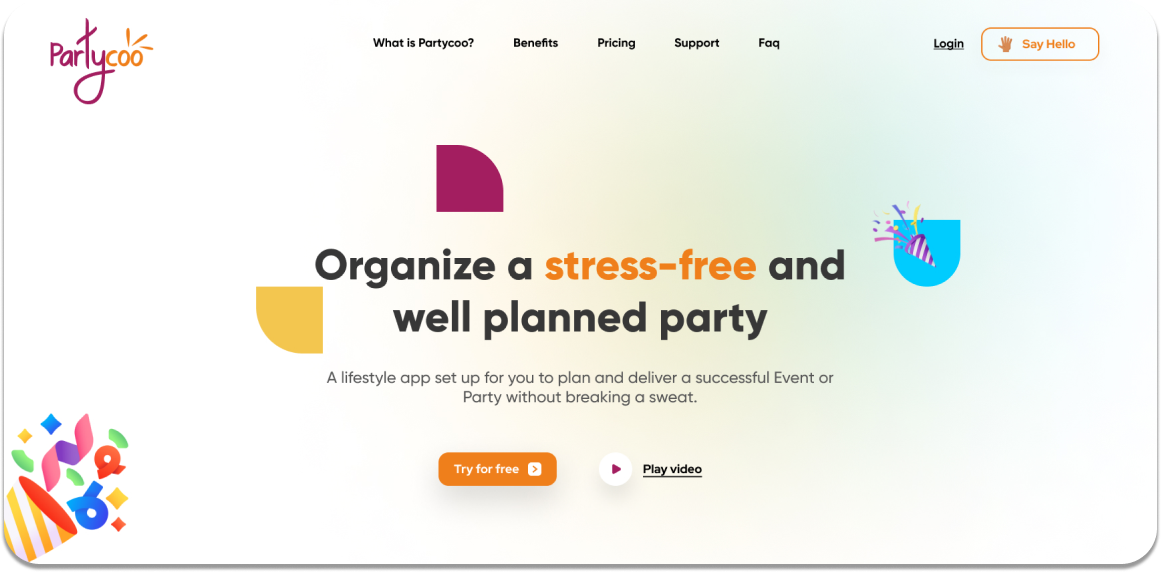 Partycoo
What is Partycoo?
Benefits
Pricing
Support
Faq
Login
Say Hello
Organize a stress-free and
well planned party
A lifestyle app set up for you to plan and deliver a successful Event or
Party without breaking a sweat.
Try for free
Play video